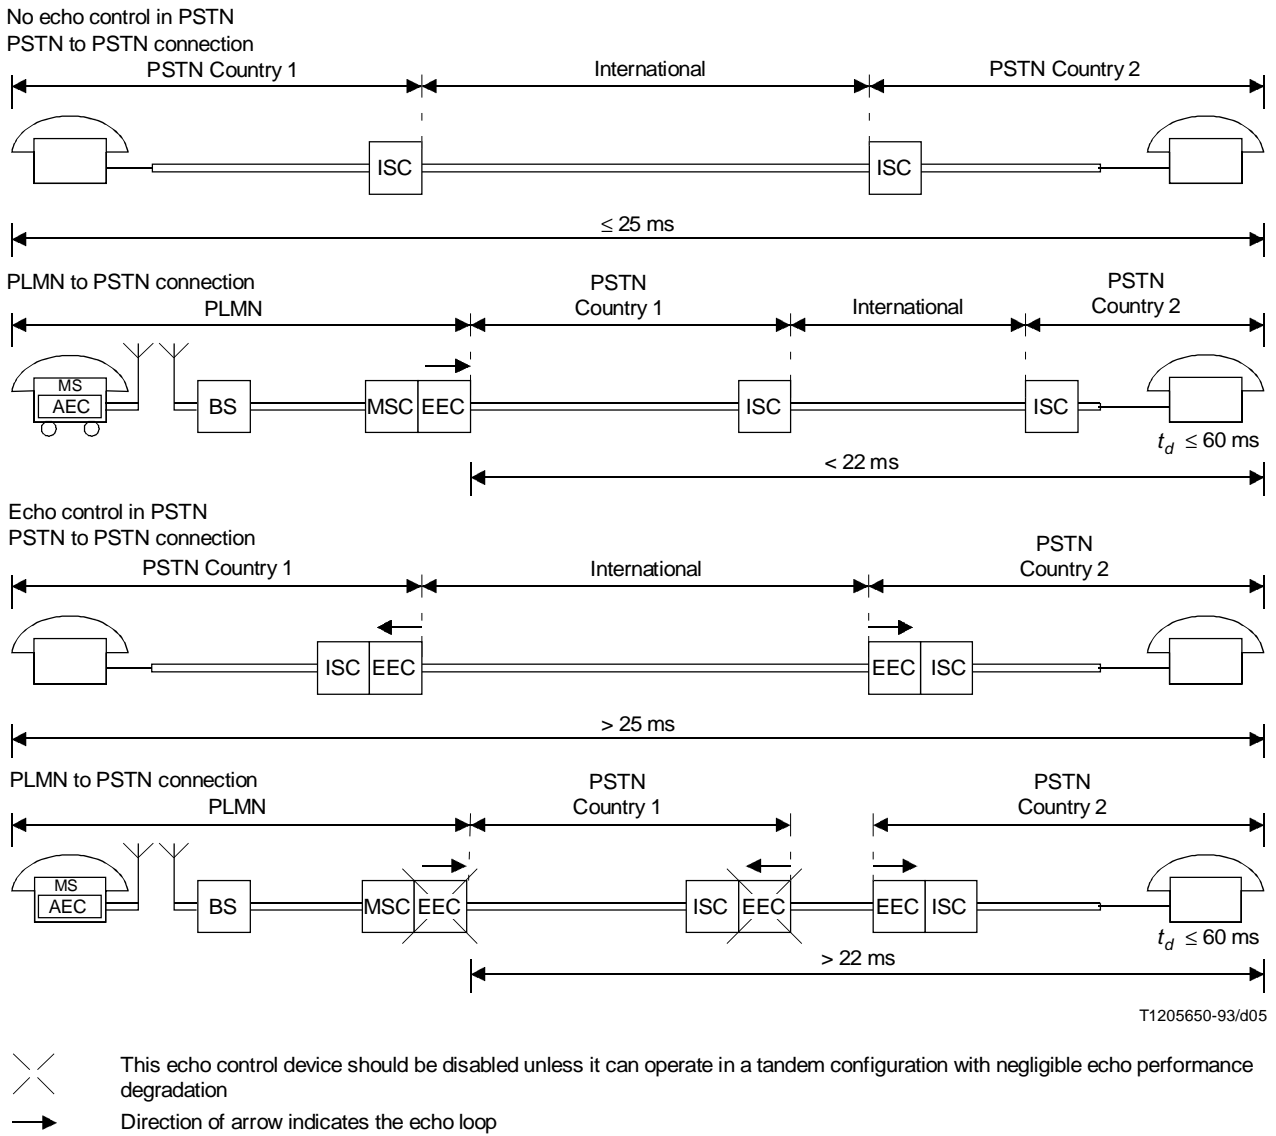 No echo control in PSTN
PSTN to PSTN connection
PSTN Country 1
International
PSTN Country 2
ISC
ISC
≤ 25 ms
PLMN to PSTN connection
PLMN
PSTN
Country 1
International
PSTN
Country 2
MS
AEC
BS
MSC
EEC
ISC
ISC
t_d ≤ 60 ms
< 22 ms
Echo control in PSTN
PSTN to PSTN connection
PSTN Country 1
International
PSTN
Country 2
ISC
EEC
EEC
ISC
> 25 ms
PLMN to PSTN connection
PLMN
PSTN
Country 1
PSTN
Country 2
MS
AEC
BS
MSC
EEC
ISC
EEC
EEC
ISC
t_d ≤ 60 ms
> 22 ms
T1205650-93/d05
This echo control device should be disabled unless it can operate in a tandem configuration with negligible echo performance
degradation
Direction of arrow indicates the echo loop